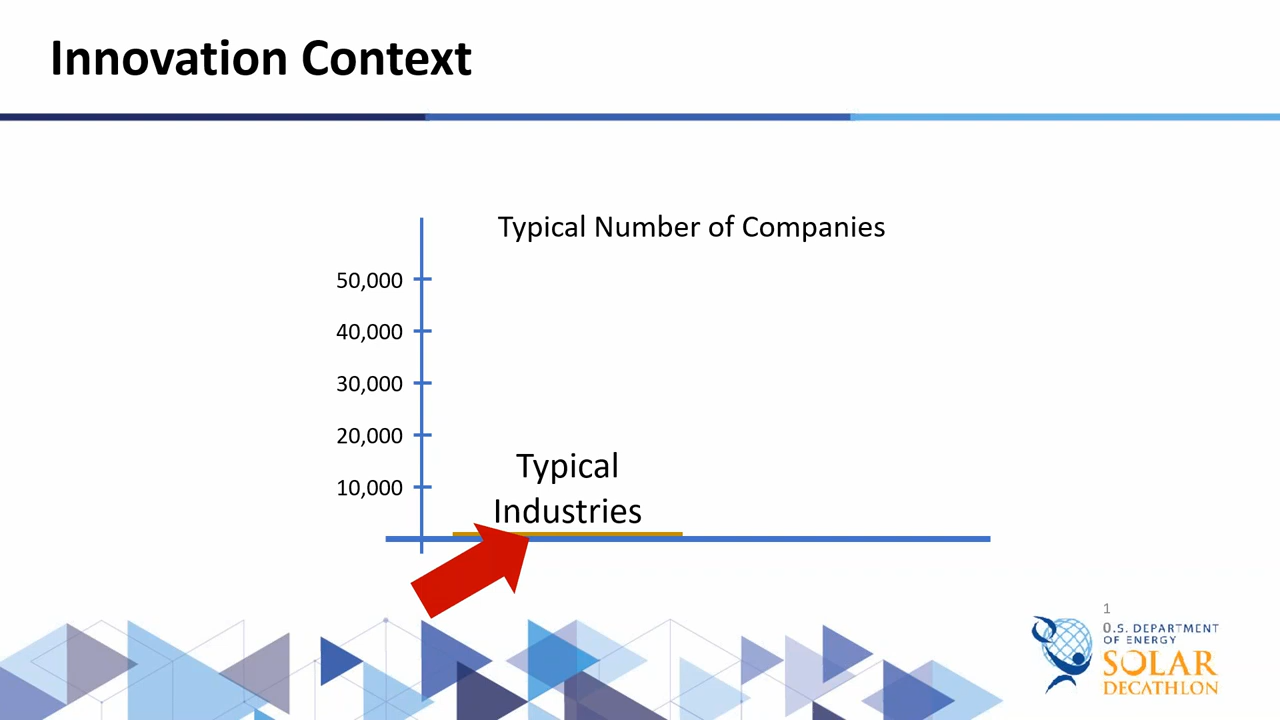 Innovation Context
Typical Number of Companies
50,000
40,000
30,000
20,000
10,000
Typical
Industries
1
0
U.S. DEPARTMENT
OF ENERGY
SOLAR
DECATHLON